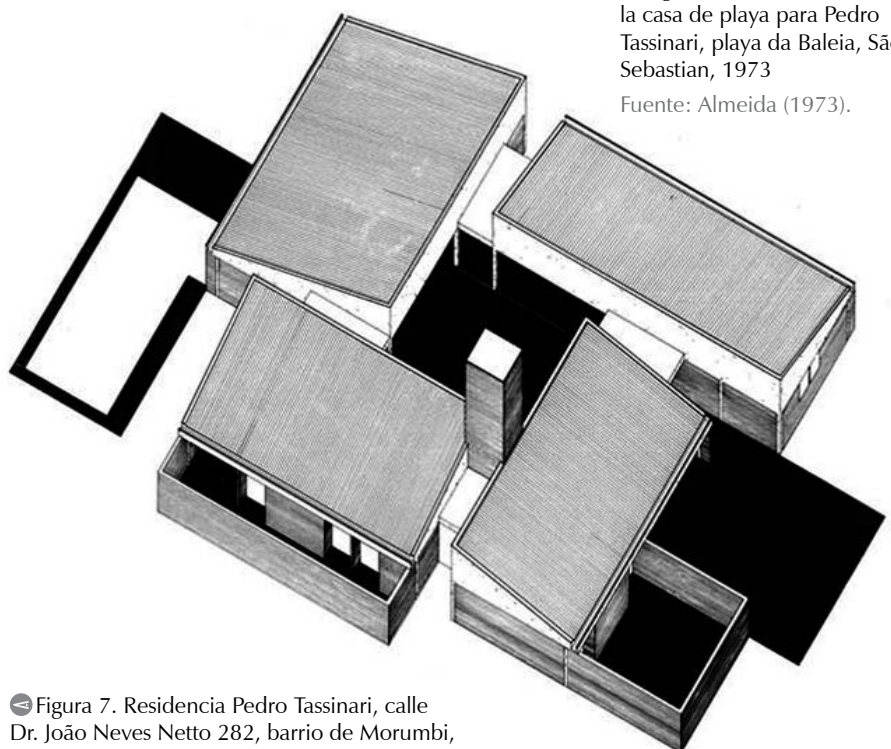 la casa de playa para Pedro
Tassinari, playa da Baleia, São
Sebastian, 1973
Fuente: Almeida (1973).
Figura 7. Residencia Pedro Tassinari, calle
Dr. João Neves Netto 282, barrio de Morumbi,